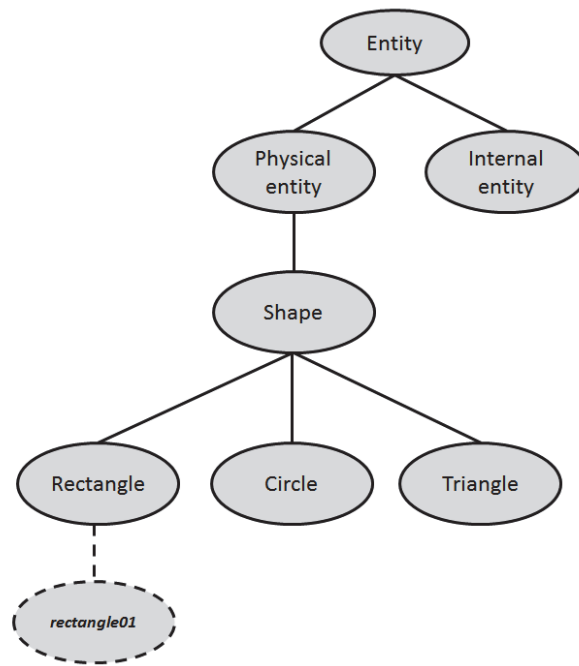 Entity
Physical
entity
Internal
entity
Shape
Rectangle
Circle
Triangle
rectangle01